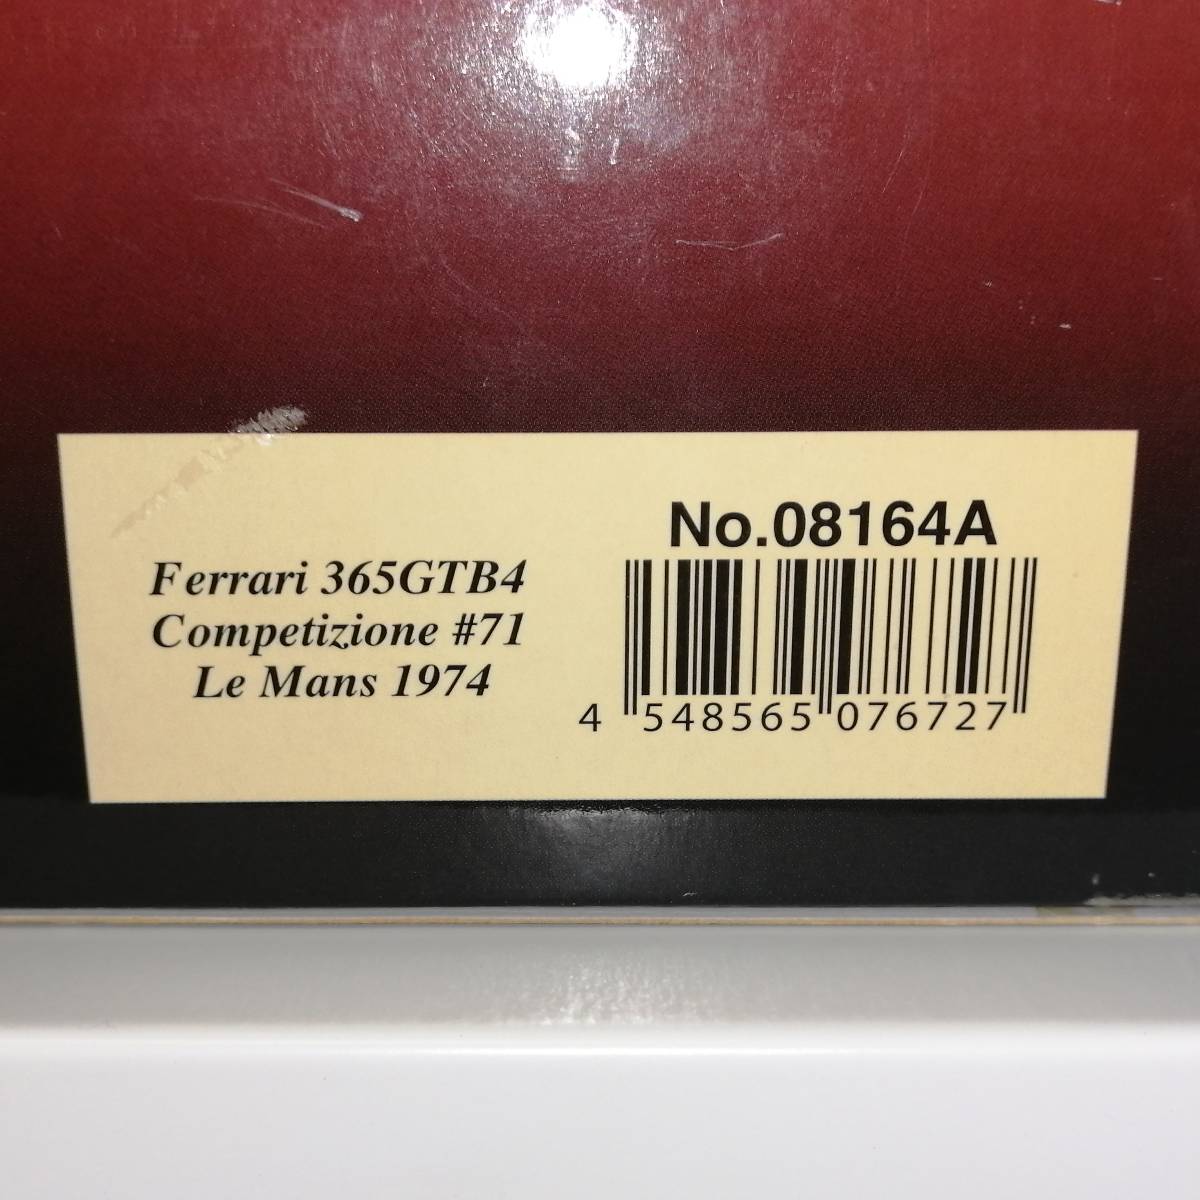 Ferrari 365GTB4
Competizione #71
Le Mans 1974
No.08164A
4 548565 076727